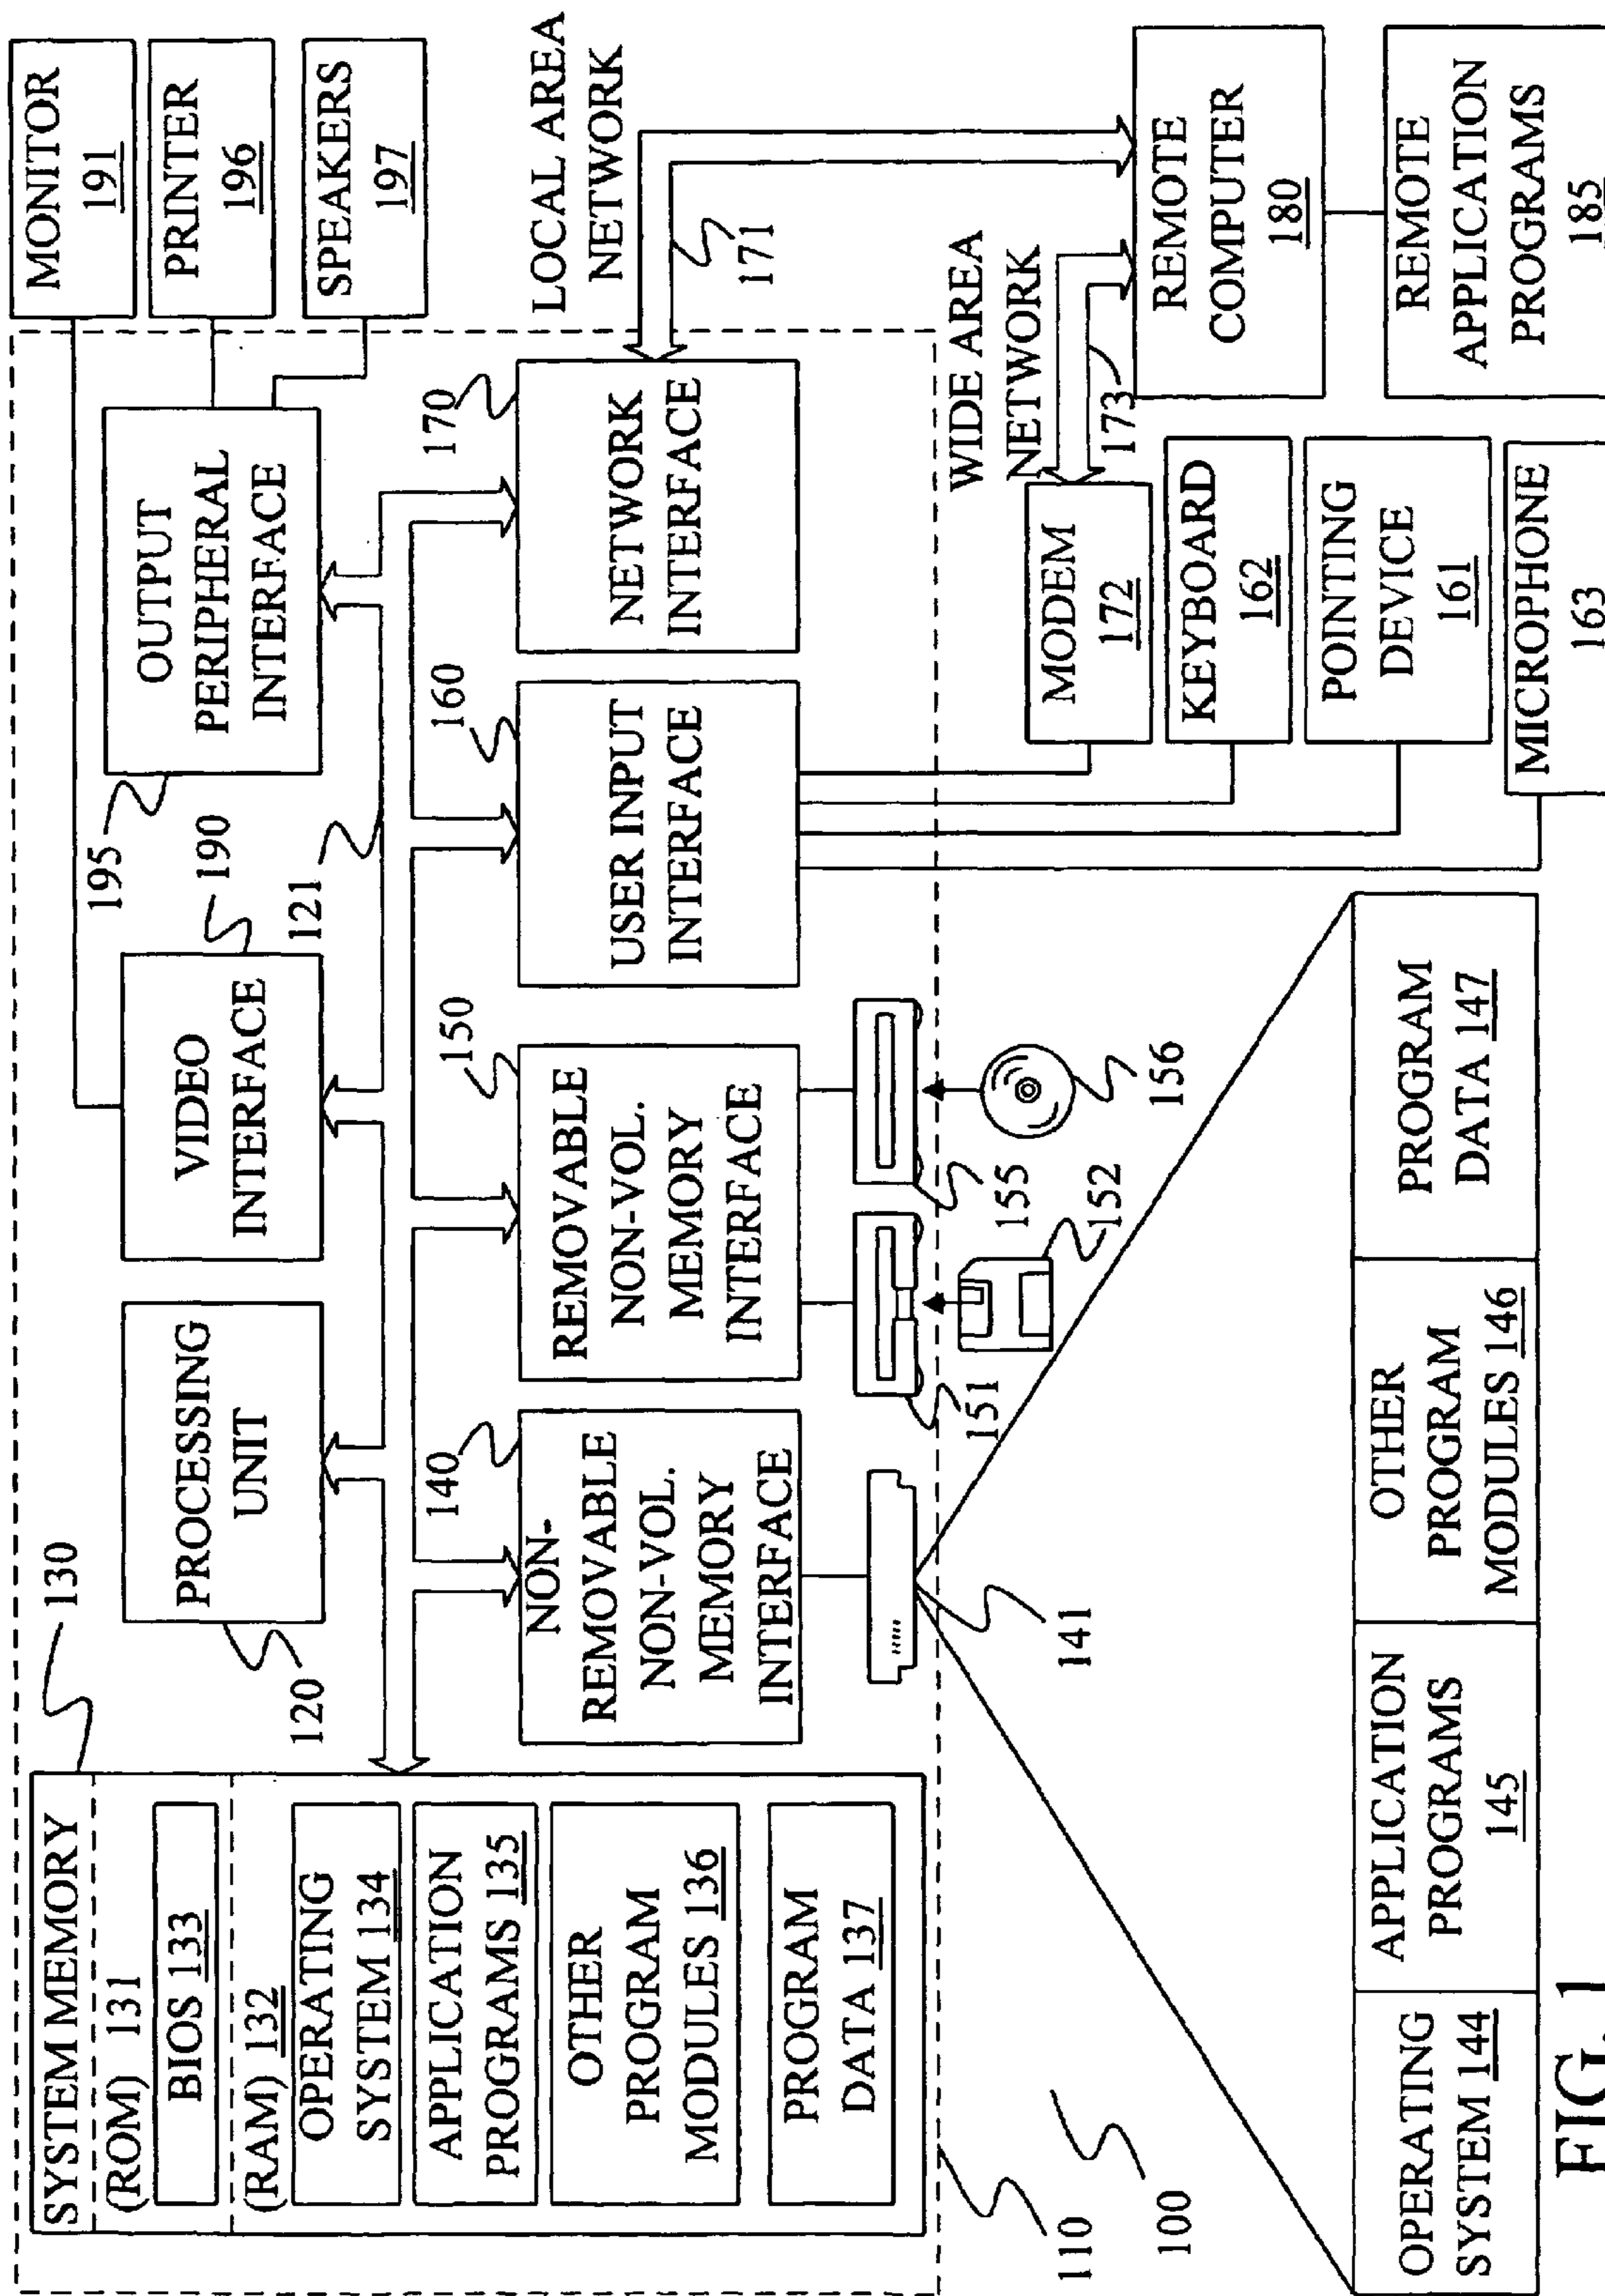 SYSTEM MEMORY
(ROM) 131
BIOS 133
(RAM) 132
OPERATING
SYSTEM 134
APPLICATION
PROGRAMS 135
OTHER
PROGRAM
MODULES 136
PROGRAM
DATA 137
130
PROCESSING
UNIT
120
VIDEO
INTERFACE
190
121
OUTPUT
PERIPHERAL
INTERFACE
195
MONITOR
191
PRINTER
196
SPEAKERS
197
NON-
REMOVABLE
NON-VOL.
MEMORY
INTERFACE
140
REMOVABLE
NON-VOL.
MEMORY
INTERFACE
150
USER INPUT
INTERFACE
160
NETWORK
INTERFACE
170
LOCAL AREA
NETWORK
171
141
151
152
155
156
WIDE AREA
NETWORK
173
MODEM
172
KEYBOARD
162
POINTING
DEVICE
161
MICROPHONE
163
REMOTE
COMPUTER
180
REMOTE
APPLICATION
PROGRAMS
185
110
100
OPERATING
SYSTEM 144
APPLICATION
PROGRAMS
145
OTHER
PROGRAM
MODULES 146
PROGRAM
DATA 147
FIG. 1